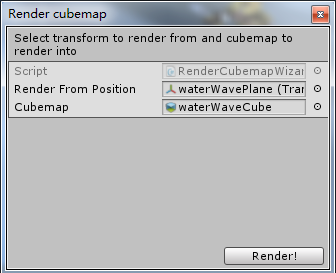 Render cubemap
Select transform to render from and cubemap to
render into
Script RenderCubemapWizar
Render From Position waterWavePlane (Tran
Cubemap waterWaveCube
Render!